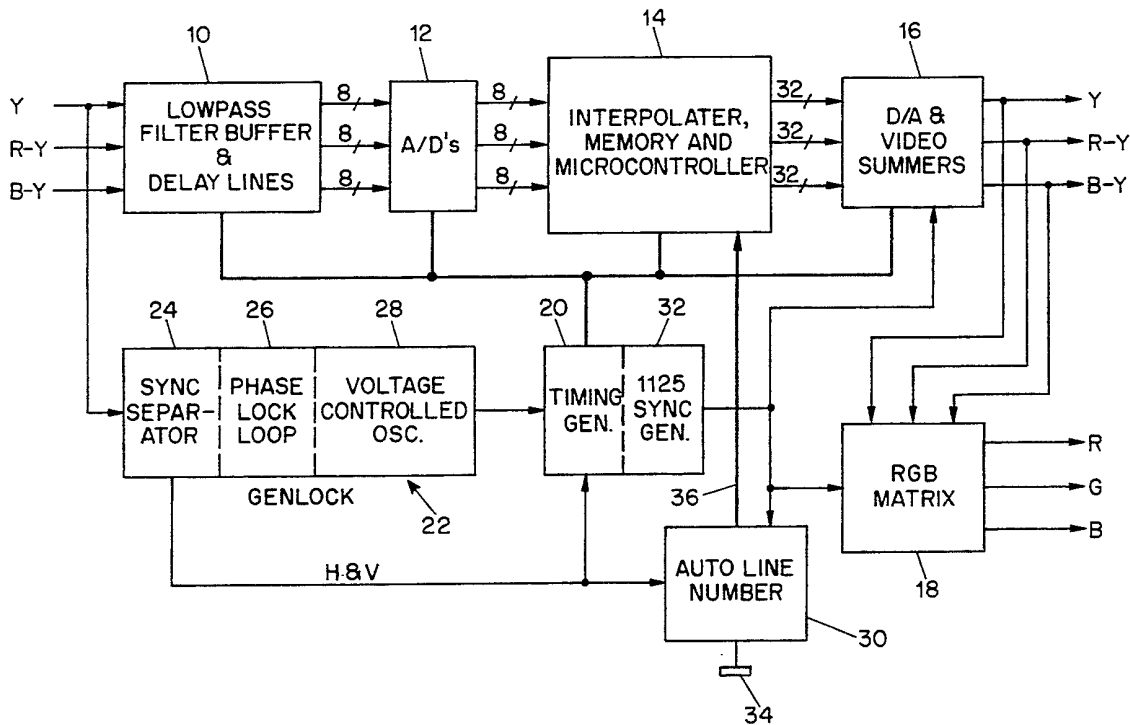 10
12
14
16
Y
R-Y
B-Y
LOWPASS
FILTER BUFFER
&
DELAY LINES
8
8
8
A/D's
8
8
8
INTERPOLATER,
MEMORY AND
MICROCONTROLLER
32
32
32
D/A &
VIDEO
SUMMERS
Y
R-Y
B-Y
24
26
28
20
32
SYNC
SEPAR-
ATOR
PHASE
LOCK
LOOP
VOLTAGE
CONTROLLED
OSC.
TIMING
GEN.
1125
SYNC
GEN.
GENLOCK
22
36
RGB
MATRIX
R
G
B
18
H&V
AUTO LINE
NUMBER
30
34